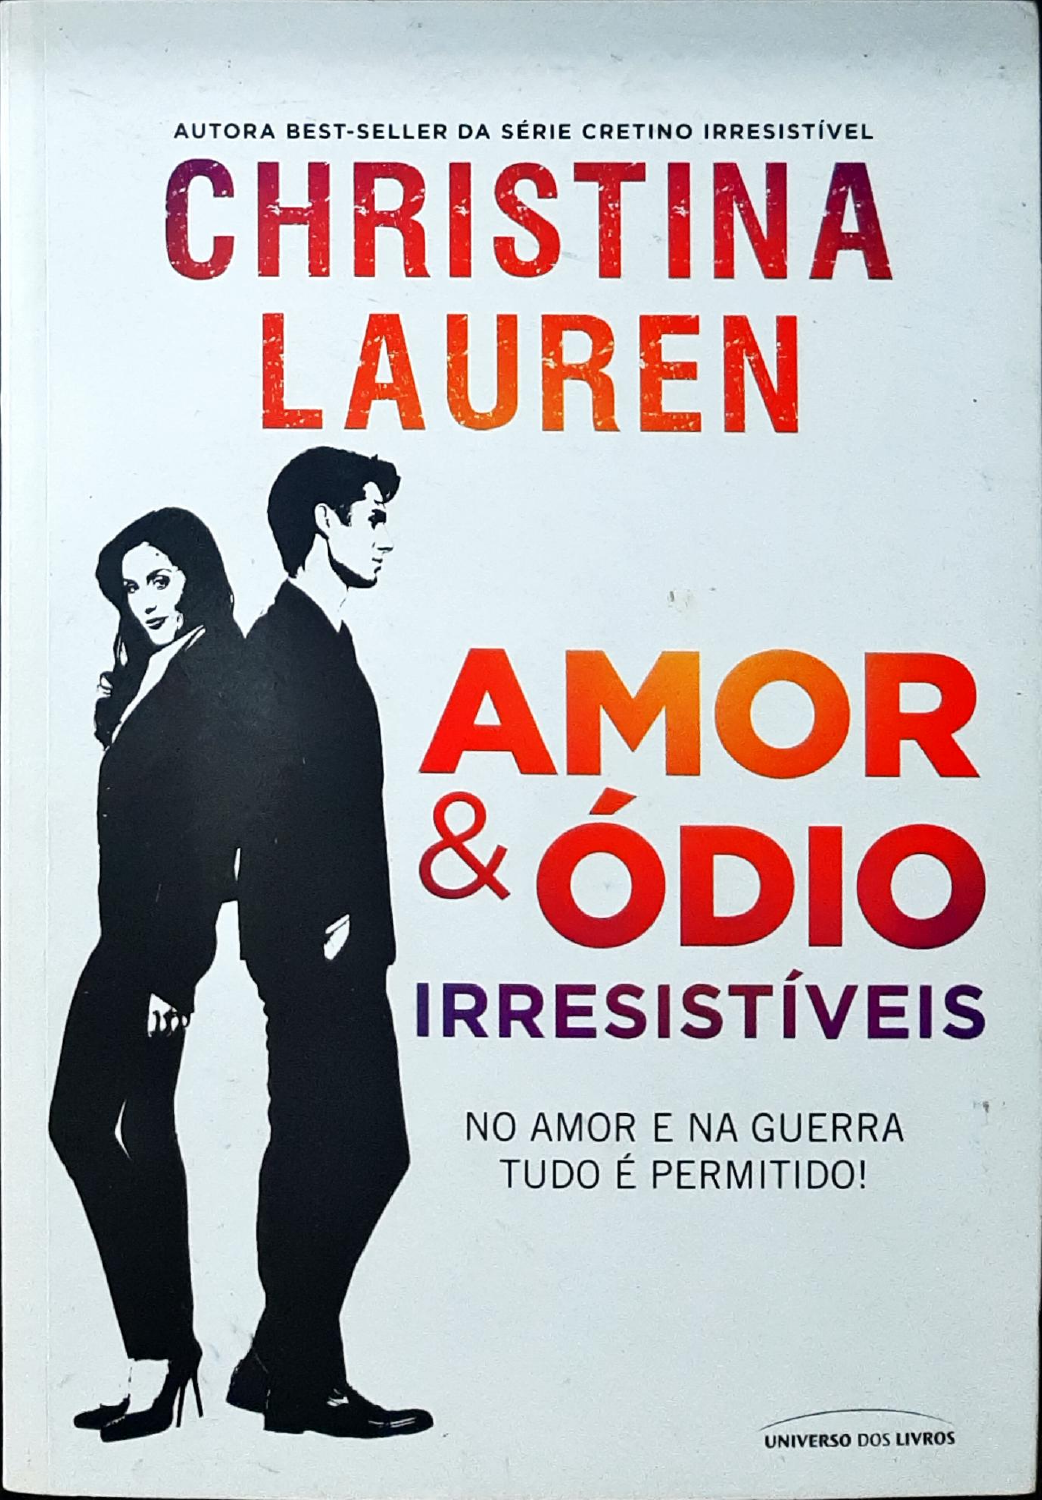 AUTORA BEST-SELLER DA SÉRIE CRETINO IRRESISTÍVEL
CHRISTINA
LAUREN
AMOR
& ÓDIO
IRRESISTÍVEIS
NO AMOR E NA GUERRA
TUDO É PERMITIDO!
UNIVERSO DOS LIVROS